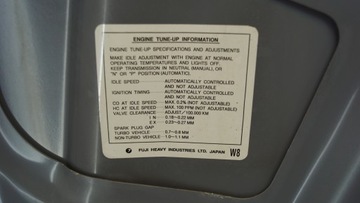 ENGINE TUNE-UP INFORMATION
ENGINE TUNE-UP SPECIFICATIONS AND ADJUSTMENTS
MAKE IDLE ADJUSTMENT WITH ENGINE AT NORMAL
OPERATING TEMPERATURES AND LIGHTS OFF.
KEEP TRANSMISSION IN NEUTRAL (MANUAL), OR
"N" OR "P" POSITION (AUTOMATIC).
IDLE SPEED AUTOMATICALLY CONTROLLED
AND NOT ADJUSTABLE
IGNITION TIMING AUTOMATICALLY CONTROLLED
AND NOT ADJUSTABLE
CO AT IDLE SPEED MAX. 0.2% (NOT ADJUSTABLE)
HC AT IDLE SPEED MAX. 100 PPM (NOT ADJUSTABLE)
VALVE CLEARANCE ADJUST/100 000 KM
IN 0.18-0.22 MM
EX 0.23-0.27 MM
SPARK PLUG GAP
TURBO VEHICLE 0.7-0.8 MM
NON-TURBO VEHICLE 1.0-1.1 MM
FUJI HEAVY INDUSTRIES LTD. JAPAN W8